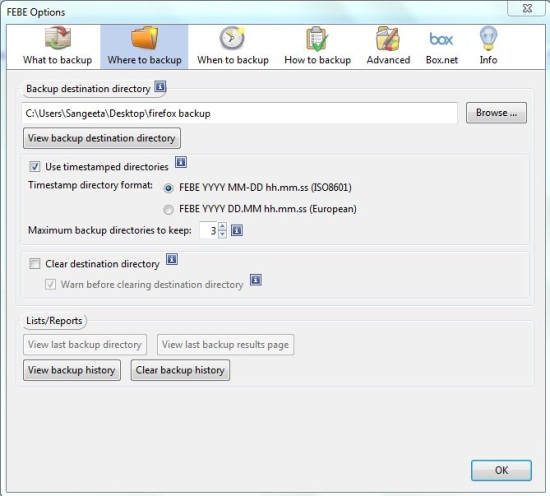 FEBE Options
What to backup
Where to backup
When to backup
How to backup
Advanced
box
Box.net
Info
Backup destination directory
C:\Users\Sangeeta\Desktop\firefox backup
Browse ...
View backup destination directory
Use timestamped directories
Timestamp directory format:
FEBE YYYY MM-DD hh.mm.ss (ISO8601)
FEBE YYYY DD.MM hh.mm.ss (European)
Maximum backup directories to keep: 3
Clear destination directory
Warn before clearing destination directory
Lists/Reports
View last backup directory
View last backup results page
View backup history
Clear backup history
OK